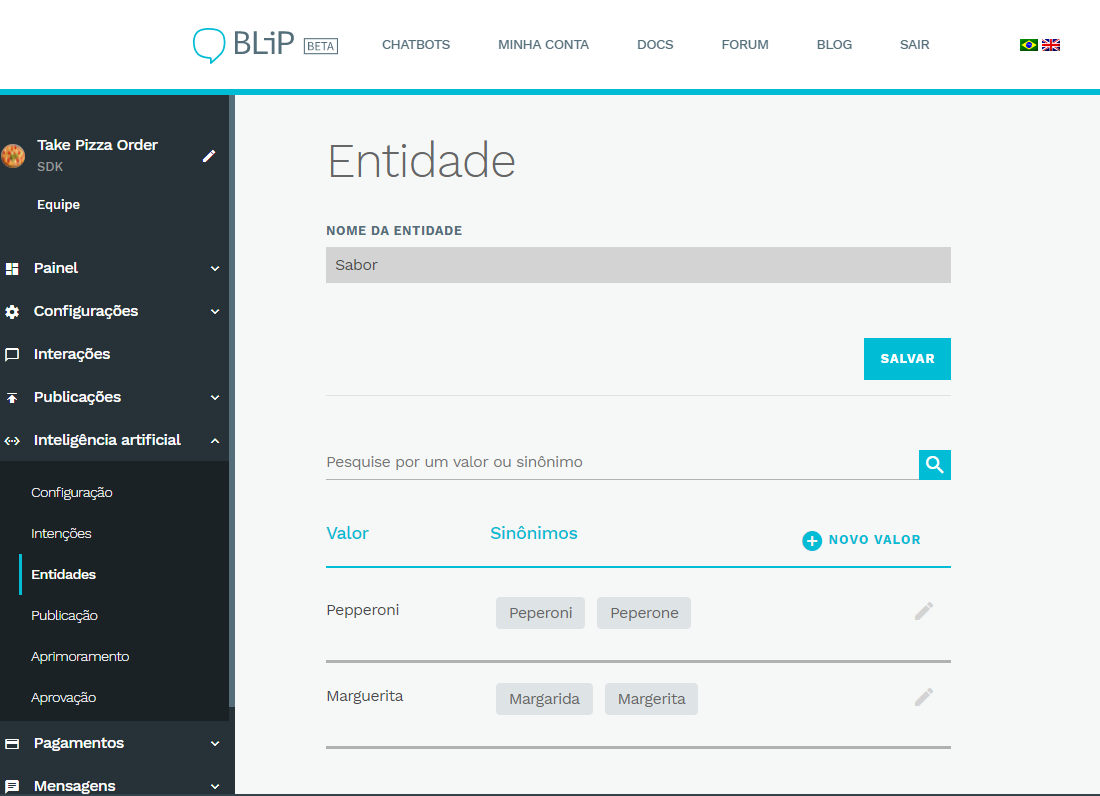 BLiP BETA CHATBOTS MINHA CONTA DOCS FORUM BLOG SAIR
Take Pizza Order
SDK
Equipe
Painel
Configurações
Interações
Publicações
Inteligência artificial
Configuração
Intenções
Entidades
Publicação
Aprimoramento
Aprovação
Pagamentos
Mensagens
Entidade
NOME DA ENTIDADE
Sabor
SALVAR
Pesquise por um valor ou sinônimo
Valor Sinônimos NOVO VALOR
Pepperoni Peperoni Peperone
Marguerita Margarida Margerita